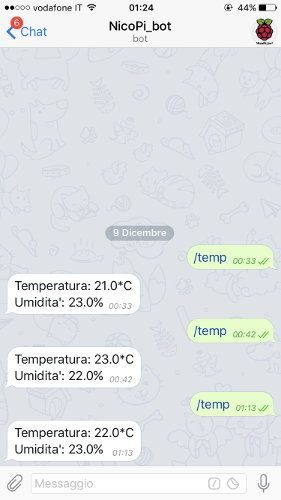 vodafone IT 01:24 44%
6
Chat NicoPi_bot
bot
NicoPi_bot
9 Dicembre
/temp 00:33
Temperatura: 21.0*C
Umidita': 23.0% 00:33
/temp 00:42
Temperatura: 23.0*C
Umidita': 22.0% 00:42
/temp 01:13
Temperatura: 22.0*C
Umidita': 23.0% 01:13
Messaggio